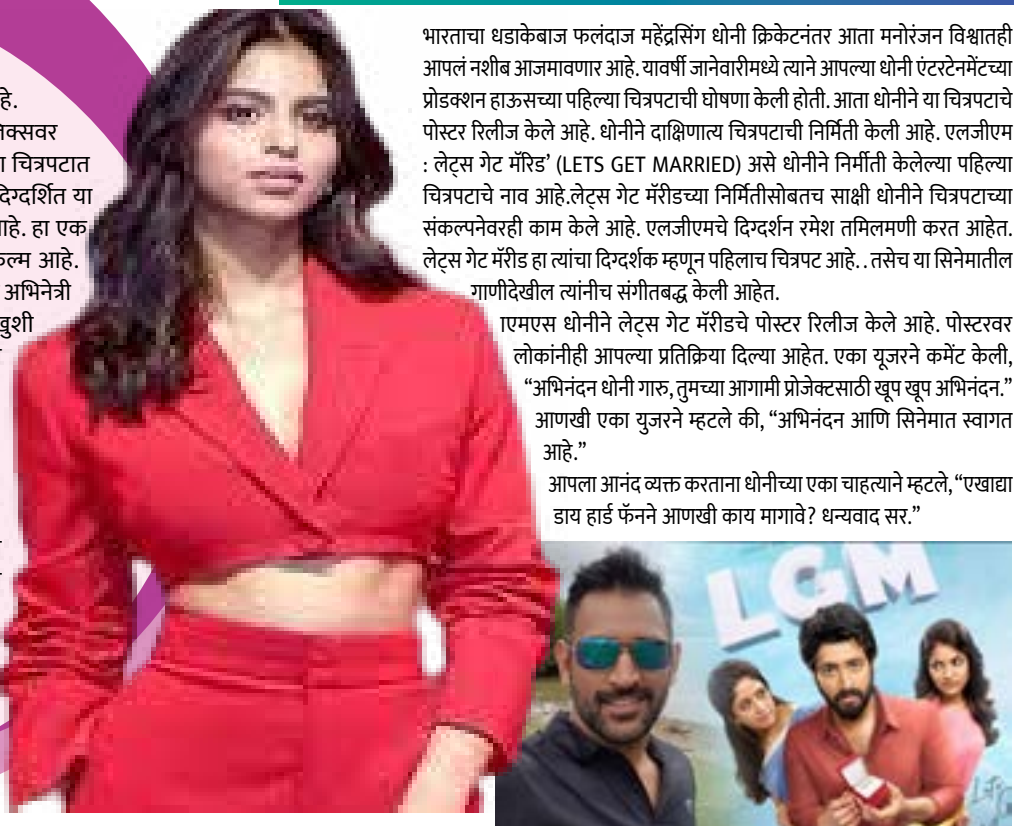 हे.
क्सवर
ा चित्रपटात
दिग्दर्शित या
आहे. हा एक
फिल्म आहे.
अभिनेत्री
खुशी
भारताचा धडाकेबाज फलंदाज महेंद्रसिंग धोनी क्रिकेटनंतर आता मनोरंजन विश्वातही
आपलं नशीब आजमावणार आहे. यावर्षी जानेवारीमध्ये त्याने आपल्या धोनी एंटरटेनमेंटच्या
प्रोडक्शन हाऊसच्या पहिल्या चित्रपटाची घोषणा केली होती. आता धोनीने या चित्रपटाचे
पोस्टर रिलीज केले आहे. धोनीने दाक्षिणात्य चित्रपटाची निर्मिती केली आहे. एलजीएम
: लेट्स गेट मॅरिड’ (LETS GET MARRIED) असे धोनीने निर्मीती केलेल्या पहिल्या
चित्रपटाचे नाव आहे.लेट्स गेट मॅरीडच्या निर्मितीसोबतच साक्षी धोनीने चित्रपटाच्या
संकल्पनेवरही काम केले आहे. एलजीएमचे दिग्दर्शन रमेश तमिलमणी करत आहेत.
लेट्स गेट मॅरीड हा त्यांचा दिग्दर्शक म्हणून पहिलाच चित्रपट आहे..तसेच या सिनेमातील
गाणीदेखील त्यांनीच संगीतबद्ध केली आहेत.
एमएस धोनीने लेट्स गेट मॅरीडचे पोस्टर रिलीज केले आहे. पोस्टरवर
लोकांनीही आपल्या प्रतिक्रिया दिल्या आहेत. एका यूजरने कमेंट केली,
“अभिनंदन धोनी गारु, तुमच्या आगामी प्रोजेक्टसाठी खूप खूप अभिनंदन.”
आणखी एका युजरने म्हटले की, “अभिनंदन आणि सिनेमात स्वागत
आहे.”
आपला आनंद व्यक्त करताना धोनीच्या एका चाहत्याने म्हटले, “एखाद्या
डाय हार्ड फॅनने आणखी काय मागावे? धन्यवाद सर.”
LGM